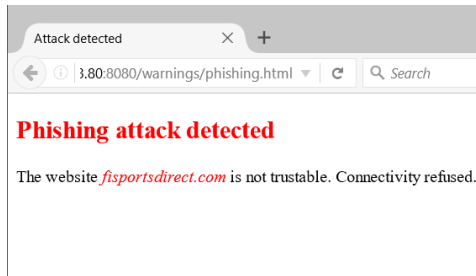 Attack detected
3.80:8080/warnings/phishing.html
Search
Phishing attack detected
The website fisportsdirect.com is not trustable. Connectivity refused.